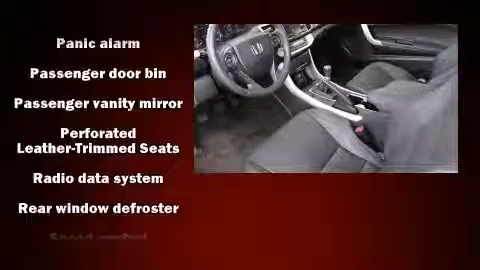 Panic alarm
Passenger door bin
Passenger vanity mirror
Perforated
Leather-Trimmed Seats
Radio data system
Rear window defroster